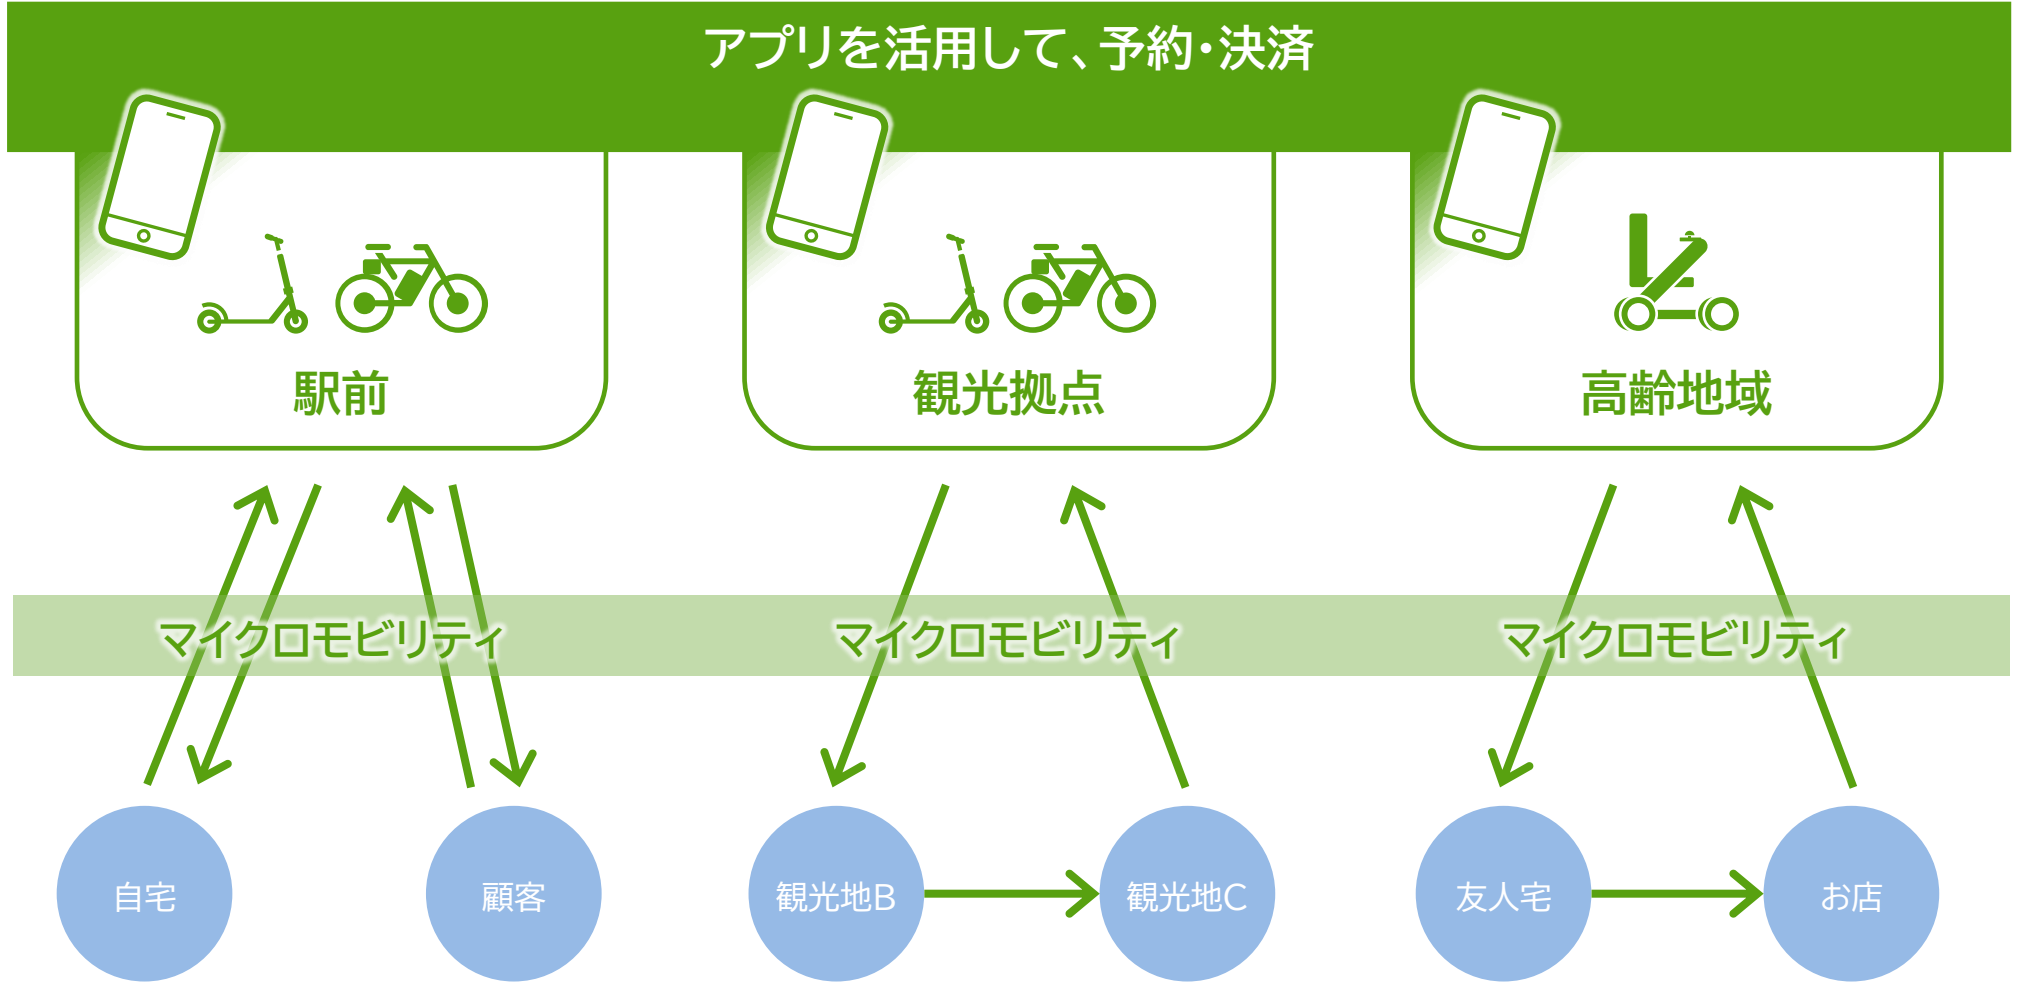 アプリを活用して、予約・決済
駅前
観光拠点
高齢地域
マイクロモビリティ
マイクロモビリティ
マイクロモビリティ
自宅
顧客
観光地B
観光地C
友人宅
お店